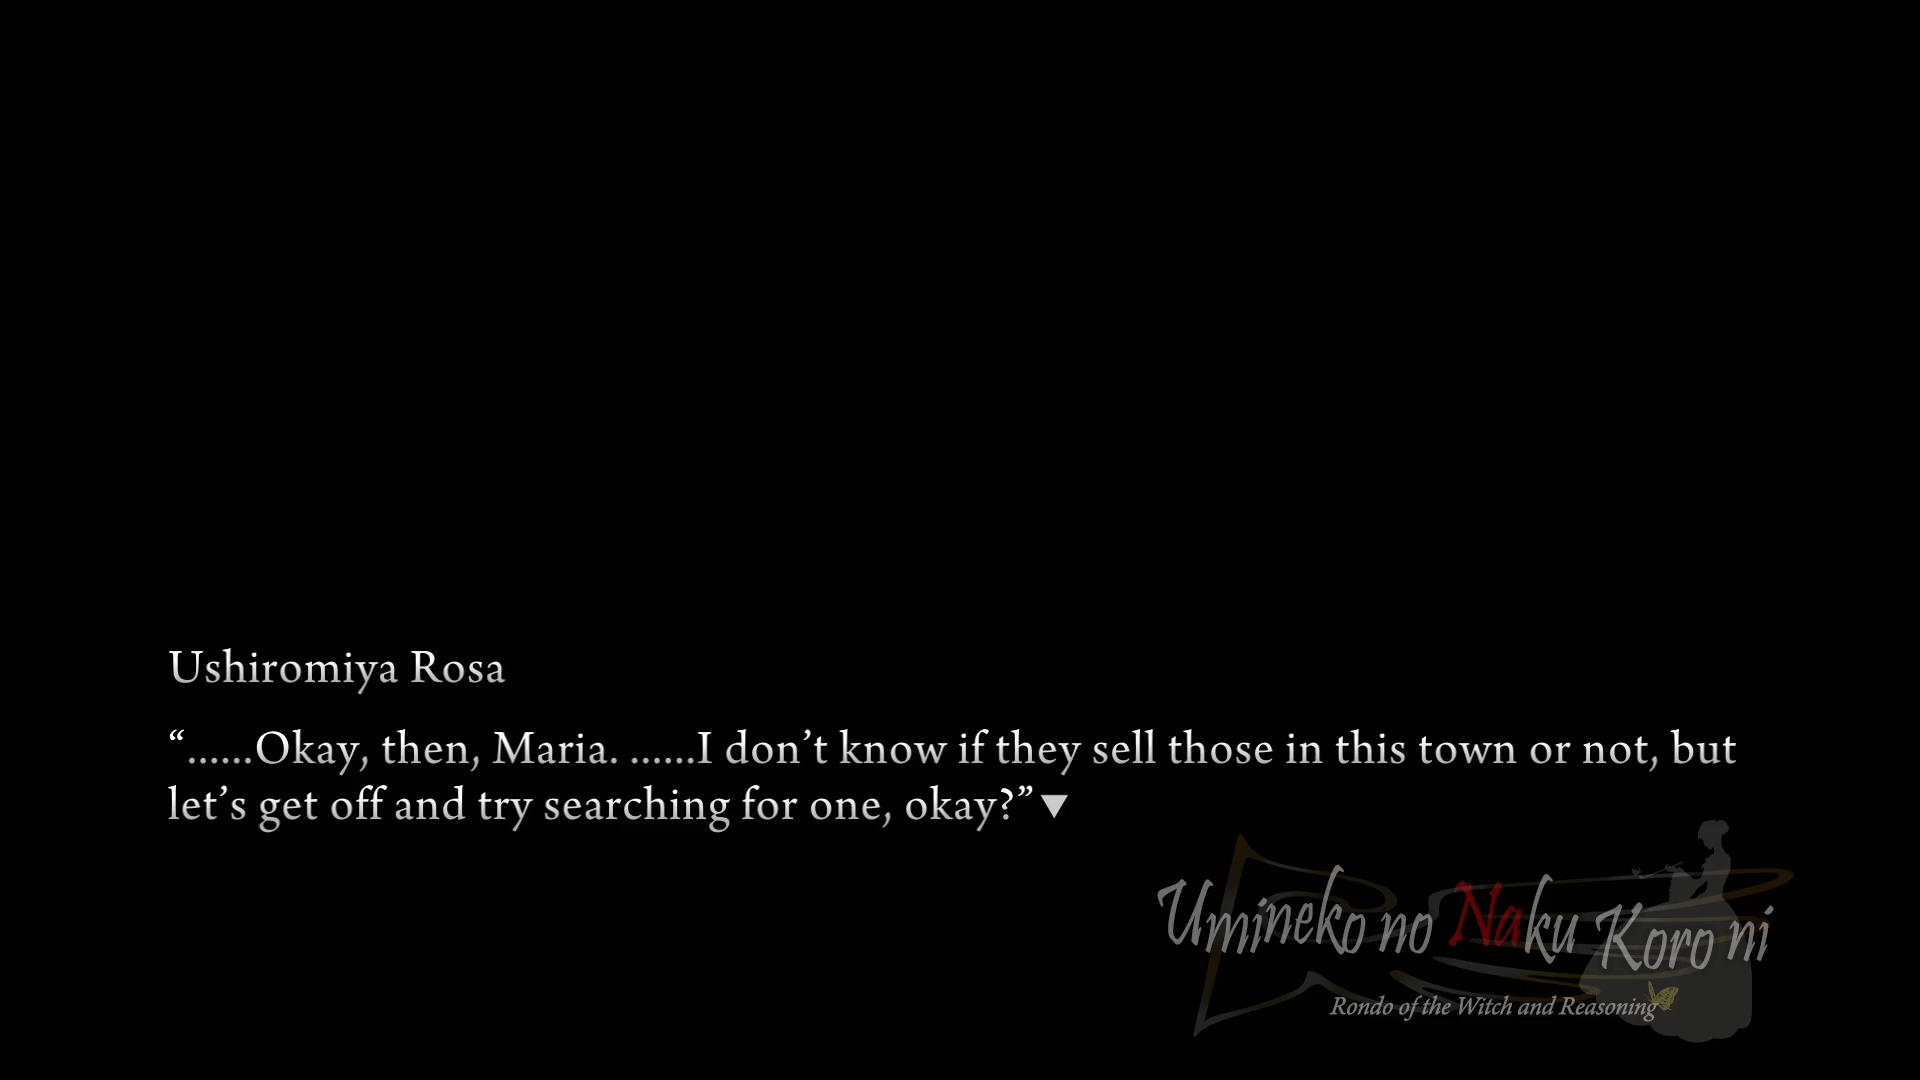 Ushiromiya Rosa
“......Okay, then, Maria. ......I don’t know if they sell those in this town or not, but
let’s get off and try searching for one, okay?”▼
Umineko no Naku Koro ni
Rondo of the Witch and Reasoning